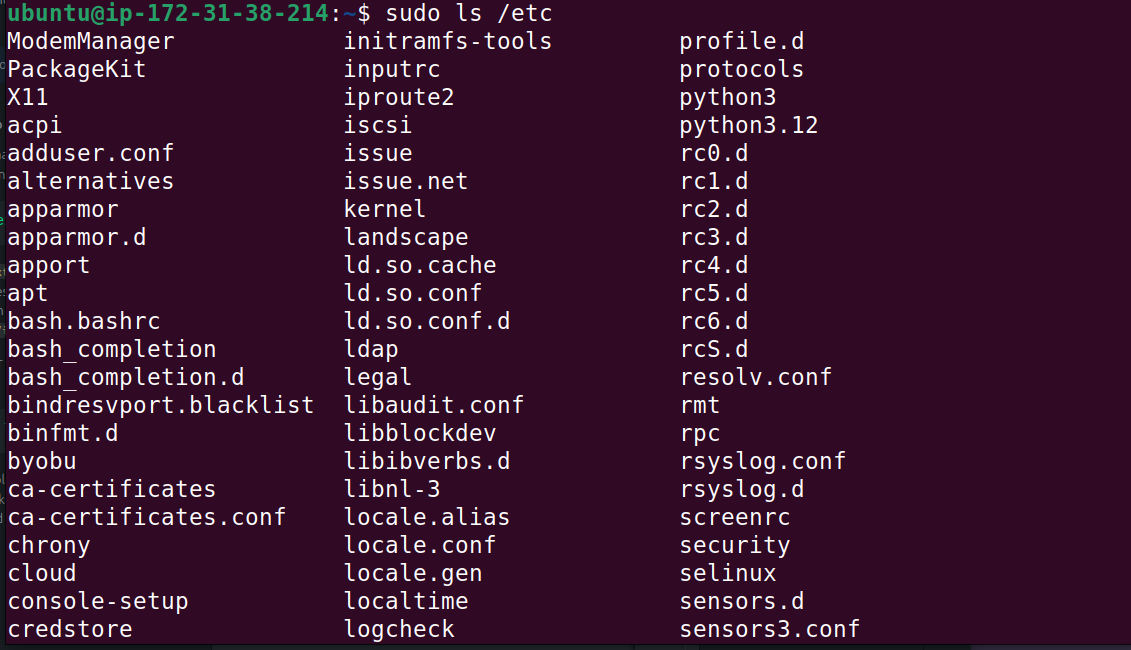 ubuntu@ip-172-31-38-214:~$ sudo ls /etc
ModemManager initramfs-tools profile.d
PackageKit inputrc protocols
X11 iproute2 python3
acpi iscsi python3.12
adduser.conf issue rc0.d
alternatives issue.net rc1.d
apparmor kernel rc2.d
apparmor.d landscape rc3.d
apport ld.so.cache rc4.d
apt ld.so.conf rc5.d
bash.bashrc ld.so.conf.d rc6.d
bash_completion ldap rcS.d
bash_completion.d legal resolv.conf
bindresvport.blacklist libaudit.conf rmt
binfmt.d libblockdev rpc
byobu libibverbs.d rsyslog.conf
ca-certificates libnl-3 rsyslog.d
ca-certificates.conf locale.alias screenrc
chrony locale.conf security
cloud locale.gen selinux
console-setup localtime sensors.d
credstore logcheck sensors3.conf